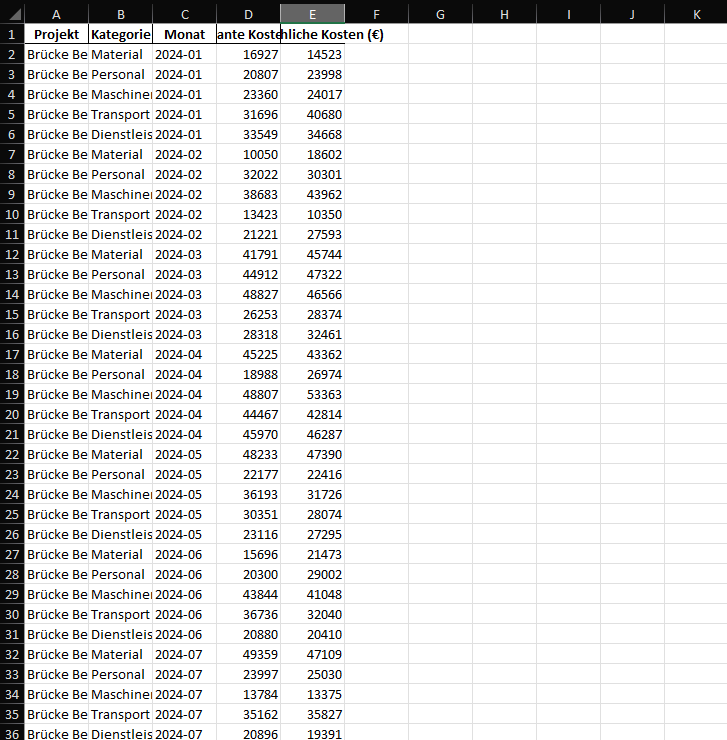 A B C D E F G H I J K
1 Projekt Kategorie Monat ante Koste hliche Kosten (€)
2 Brücke Be Material 2024-01 16927 14523
3 Brücke Be Personal 2024-01 20807 23998
4 Brücke Be Maschine 2024-01 23360 24017
5 Brücke Be Transport 2024-01 31696 40680
6 Brücke Be Dienstleis 2024-01 33549 34668
7 Brücke Be Material 2024-02 10050 18602
8 Brücke Be Personal 2024-02 32022 30301
9 Brücke Be Maschine 2024-02 38683 43962
10 Brücke Be Transport 2024-02 13423 10350
11 Brücke Be Dienstleis 2024-02 21221 27593
12 Brücke Be Material 2024-03 41791 45744
13 Brücke Be Personal 2024-03 44912 47322
14 Brücke Be Maschine 2024-03 48827 46566
15 Brücke Be Transport 2024-03 26253 28374
16 Brücke Be Dienstleis 2024-03 28318 32461
17 Brücke Be Material 2024-04 45225 43362
18 Brücke Be Personal 2024-04 18988 26974
19 Brücke Be Maschine 2024-04 48807 53363
20 Brücke Be Transport 2024-04 44467 42814
21 Brücke Be Dienstleis 2024-04 45970 46287
22 Brücke Be Material 2024-05 48233 47390
23 Brücke Be Personal 2024-05 22177 22416
24 Brücke Be Maschine 2024-05 36193 31726
25 Brücke Be Transport 2024-05 30351 28074
26 Brücke Be Dienstleis 2024-05 23116 27295
27 Brücke Be Material 2024-06 15696 21473
28 Brücke Be Personal 2024-06 20300 29002
29 Brücke Be Maschine 2024-06 43844 41048
30 Brücke Be Transport 2024-06 36736 32040
31 Brücke Be Dienstleis 2024-06 20880 20410
32 Brücke Be Material 2024-07 49359 47109
33 Brücke Be Personal 2024-07 23997 25030
34 Brücke Be Maschine 2024-07 13784 13375
35 Brücke Be Transport 2024-07 35162 35827
36 Brücke Be Dienstleis 2024-07 20896 19391